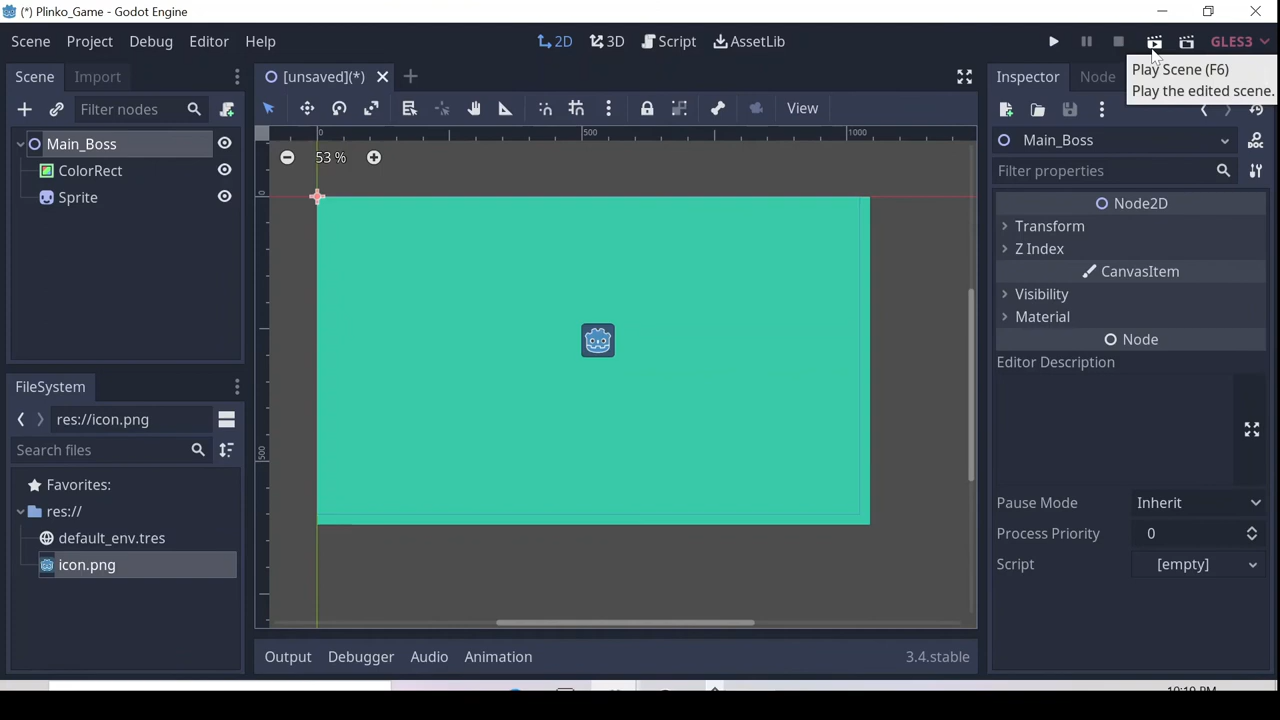 (*) Plinko_Game - Godot Engine
Scene Project Debug Editor Help
2D 3D Script AssetLib
GLES3
Play Scene (F6)
Play the edited scene.
Scene Import
[unsaved](*)
Inspector Node
Filter nodes
View
Main_Boss
ColorRect
Sprite
0 500 1000
53 %
0
500
Main_Boss
Filter properties
Node2D
Transform
Z Index
CanvasItem
Visibility
Material
Node
Editor Description
Pause Mode Inherit
Process Priority 0
Script [empty]
FileSystem
res://icon.png
Search files
Favorites:
res://
default_env.tres
icon.png
Output Debugger Audio Animation 3.4.stable